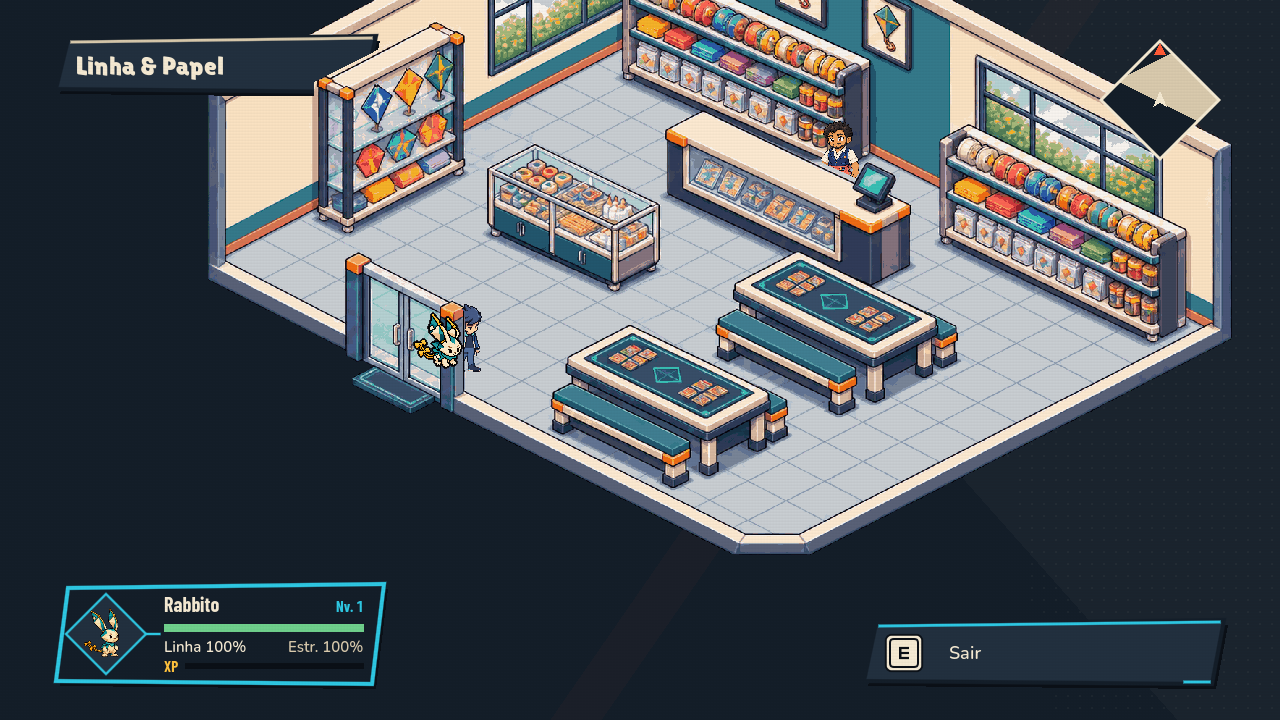 Linha & Papel
Rabbito
Nv. 1
Linha 100%
Estr. 100%
XP
E
Sair